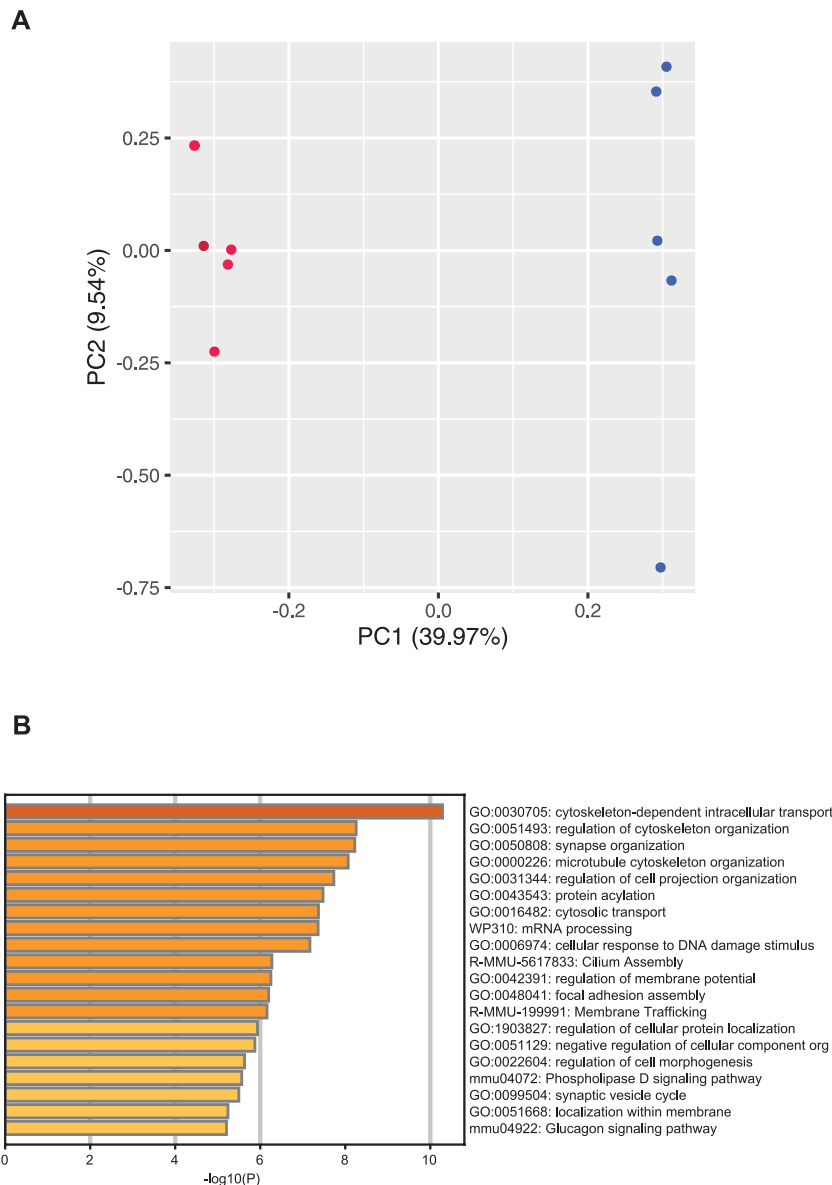 A
0.25
0.00
-0.25
-0.50
-0.75
PC2 (9.54%)
-0.2
0.0
0.2
PC1 (39.97%)
B
GO:0030705: cytoskeleton-dependent intracellular transport
GO:0051493: regulation of cytoskeleton organization
GO:0050808: synapse organization
GO:0000226: microtubule cytoskeleton organization
GO:0031344: regulation of cell projection organization
GO:0043543: protein acylation
GO:0016482: cytosolic transport
WP310: mRNA processing
GO:0006974: cellular response to DNA damage stimulus
R-MMU-5617833: Cilium Assembly
GO:0042391: regulation of membrane potential
GO:0048041: focal adhesion assembly
R-MMU-199991: Membrane Trafficking
GO:1903827: regulation of cellular protein localization
GO:0051129: negative regulation of cellular component org
GO:0022604: regulation of cell morphogenesis
mmu04072: Phospholipase D signaling pathway
GO:0099504: synaptic vesicle cycle
GO:0051668: localization within membrane
mmu04922: Glucagon signaling pathway
0
2
4
6
8
10
-log10(P)